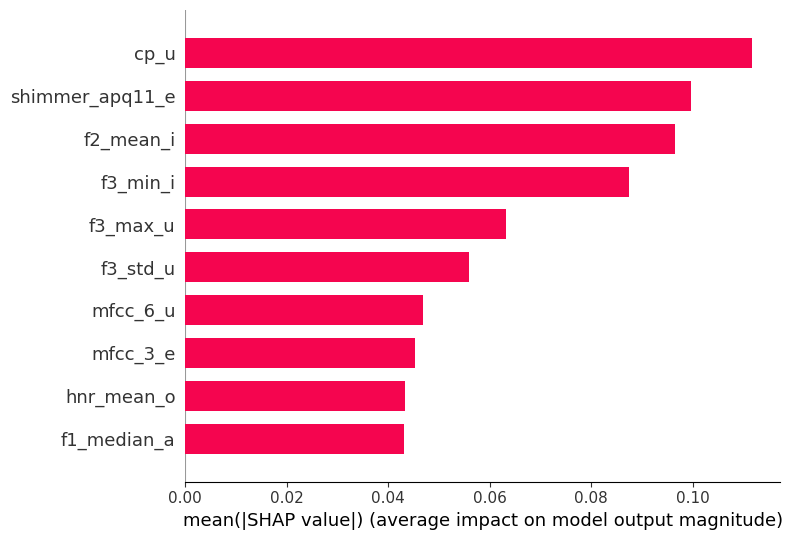 cp_u
shimmer_apq11_e
f2_mean_i
f3_min_i
f3_max_u
f3_std_u
mfcc_6_u
mfcc_3_e
hnr_mean_o
f1_median_a
0.00 0.02 0.04 0.06 0.08 0.10
mean(|SHAP value|) (average impact on model output magnitude)